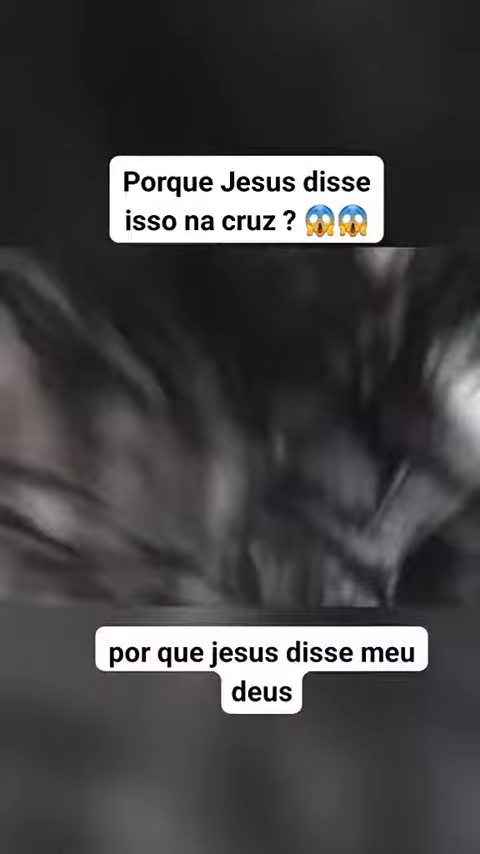 Porque Jesus disse
isso na cruz ? 😱😱
por que jesus disse meu
deus